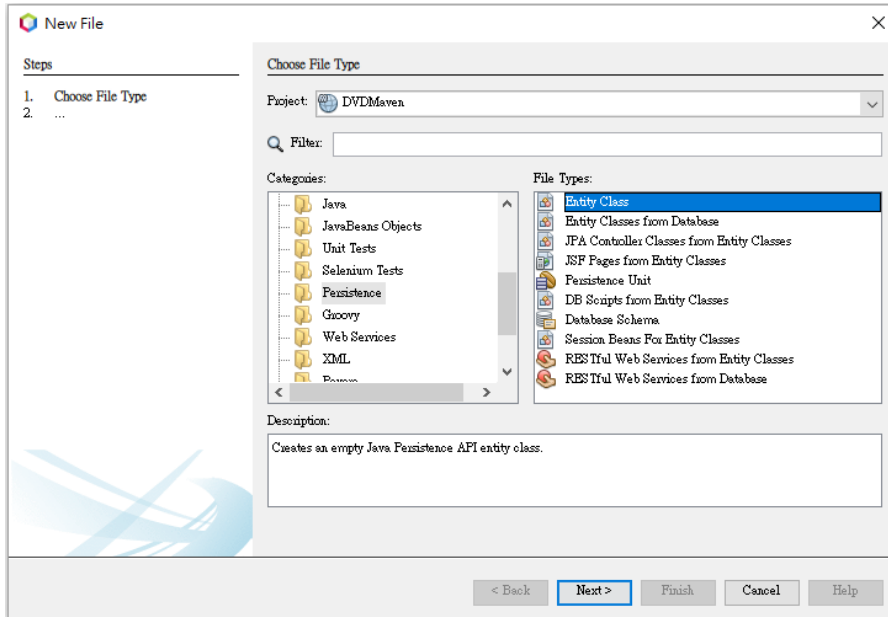 New File
Steps
1. Choose File Type
2. ...
Choose File Type
Project: DVDMaven
Filter:
Categories:
Java
JavaBeans Objects
Unit Tests
Selenium Tests
Persistence
Groovy
Web Services
XML
File Types:
Entity Class
Entity Classes from Database
JPA Controller Classes from Entity Classes
JSF Pages from Entity Classes
Persistence Unit
DB Scripts from Entity Classes
Database Schema
Session Beans For Entity Classes
RESTful Web Services from Entity Classes
RESTful Web Services from Database
Description:
Creates an empty Java Persistence API entity class.
< Back
Next >
Finish
Cancel
Help